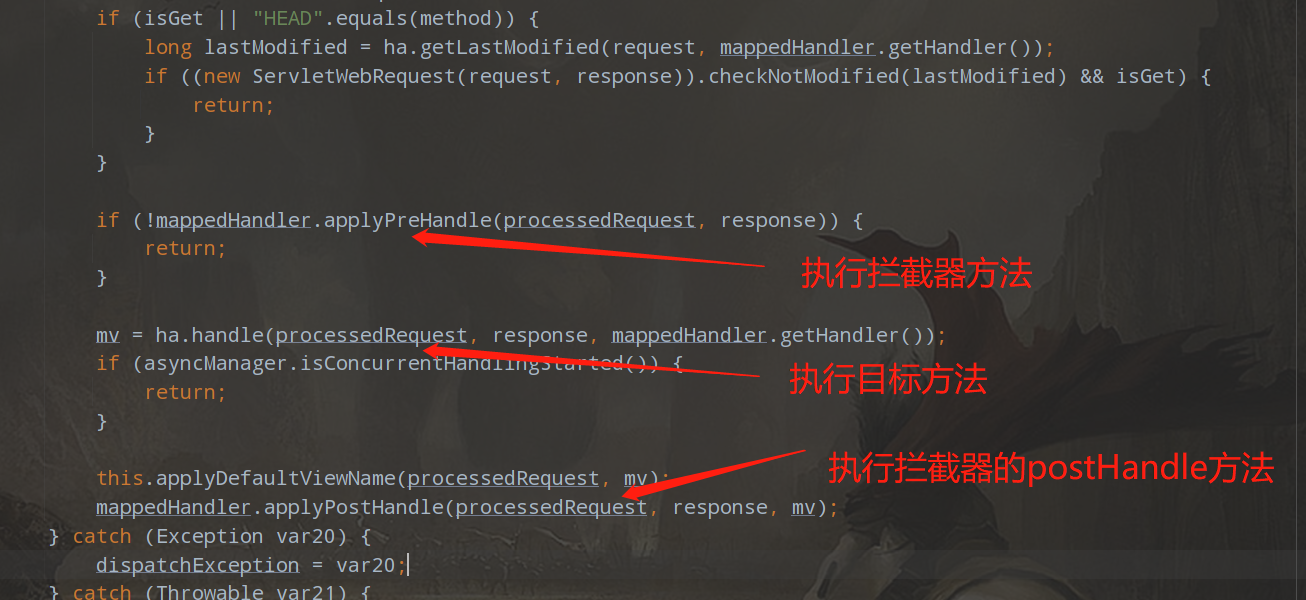 if (isGet || "HEAD".equals(method)) {
long lastModified = ha.getLastModified(request, mappedHandler.getHandler());
if ((new ServletWebRequest(request, response)).checkNotModified(lastModified) && isGet) {
return;
}
}
if (!mappedHandler.applyPreHandle(processedRequest, response)) {
return;
执行拦截器方法
}
mv = ha.handle(processedRequest, response, mappedHandler.getHandler());
if (asyncManager.isConcurrentHandlingStarted()) {
执行目标方法
return;
}
this.applyDefaultViewName(processedRequest, mv);
执行拦截器的postHandle方法
mappedHandler.applyPostHandle(processedRequest, response, mv);
} catch (Exception var20) {
dispatchException = var20;
} catch (Throwable var21) {